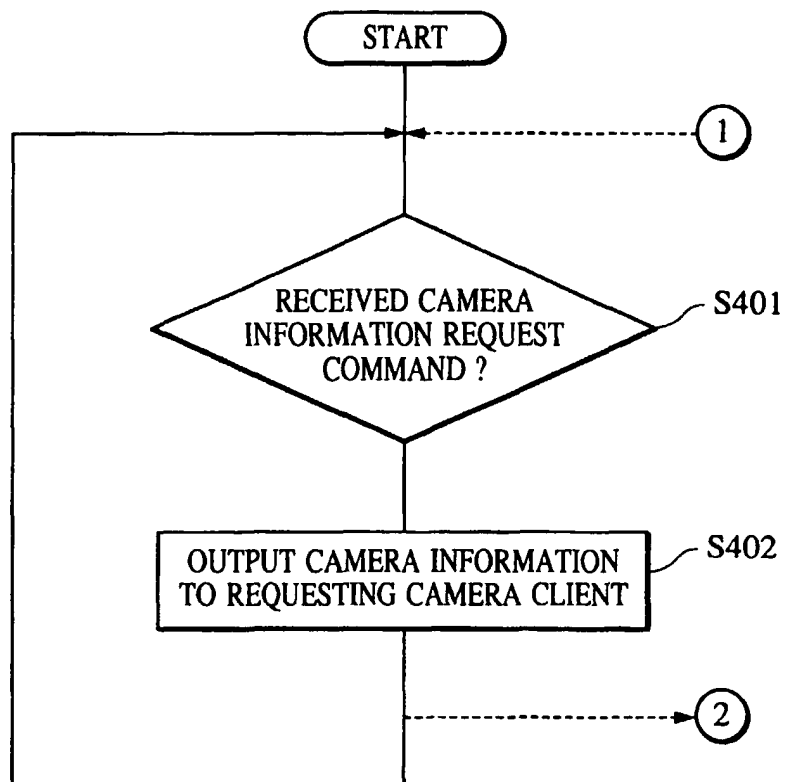 START
1
RECEIVED CAMERA
INFORMATION REQUEST
COMMAND ?
S401
OUTPUT CAMERA INFORMATION
TO REQUESTING CAMERA CLIENT
S402
2